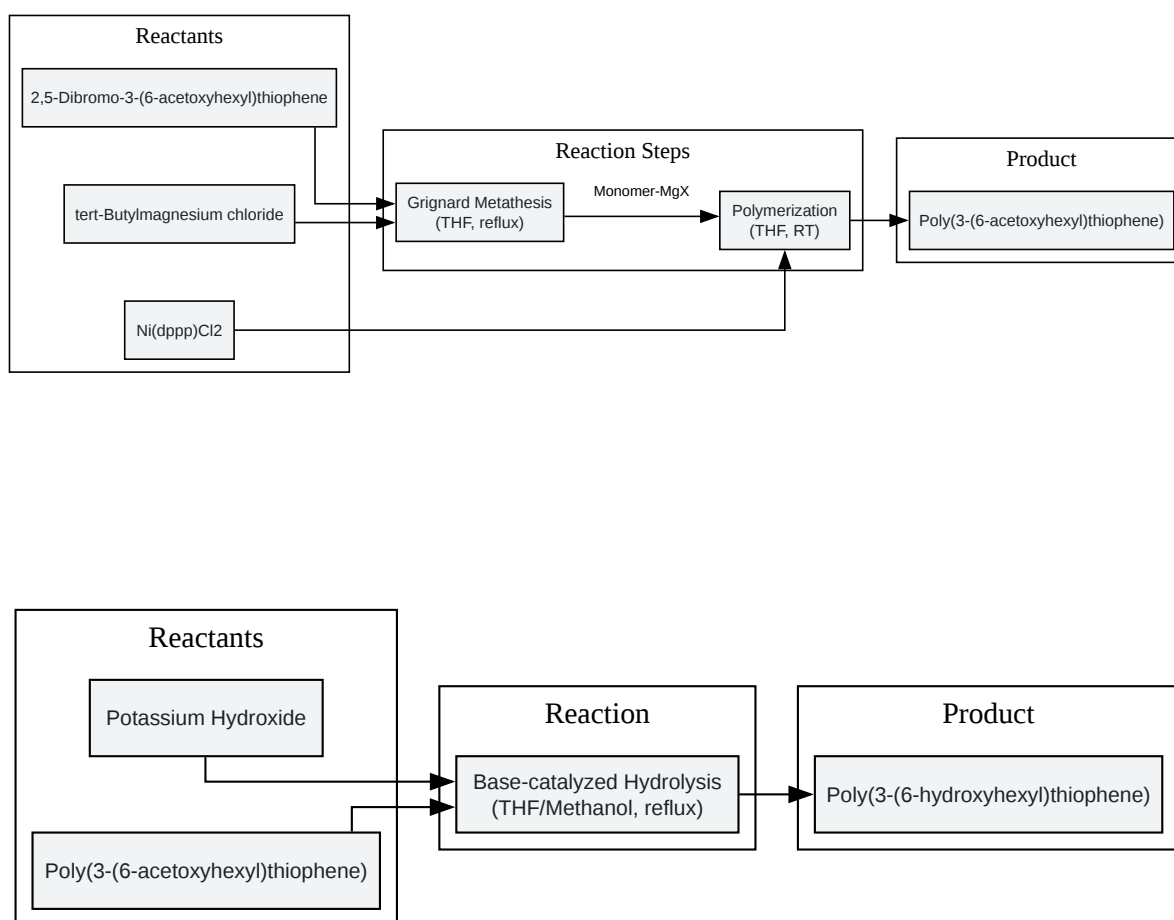 Reactants
2,5-Dibromo-3-(6-acetoxyhexyl)thiophene
tert-Butylmagnesium chloride
Ni(dppp)Cl2
Reaction Steps
Grignard Metathesis
(THF, reflux)
Monomer-MgX
Polymerization
(THF, RT)
Product
Poly(3-(6-acetoxyhexyl)thiophene)
Reactants
Potassium Hydroxide
Poly(3-(6-acetoxyhexyl)thiophene)
Reaction
Base-catalyzed Hydrolysis
(THF/Methanol, reflux)
Product
Poly(3-(6-hydroxyhexyl)thiophene)